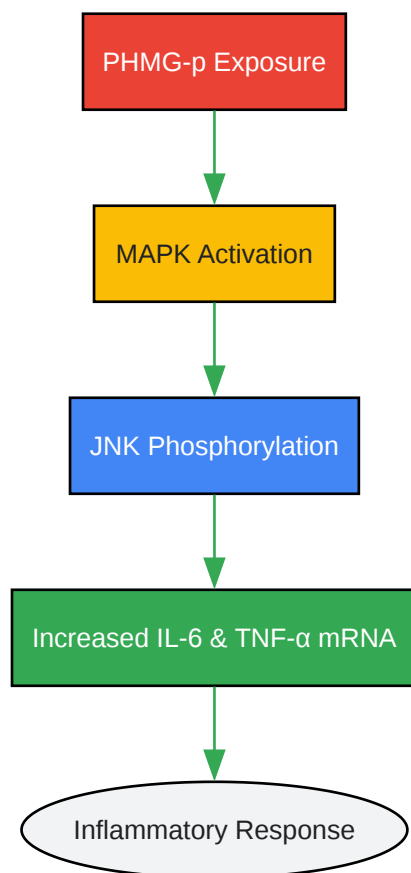 PHMG-p Exposure
MAPK Activation
JNK Phosphorylation
Increased IL-6 & TNF-α mRNA
Inflammatory Response